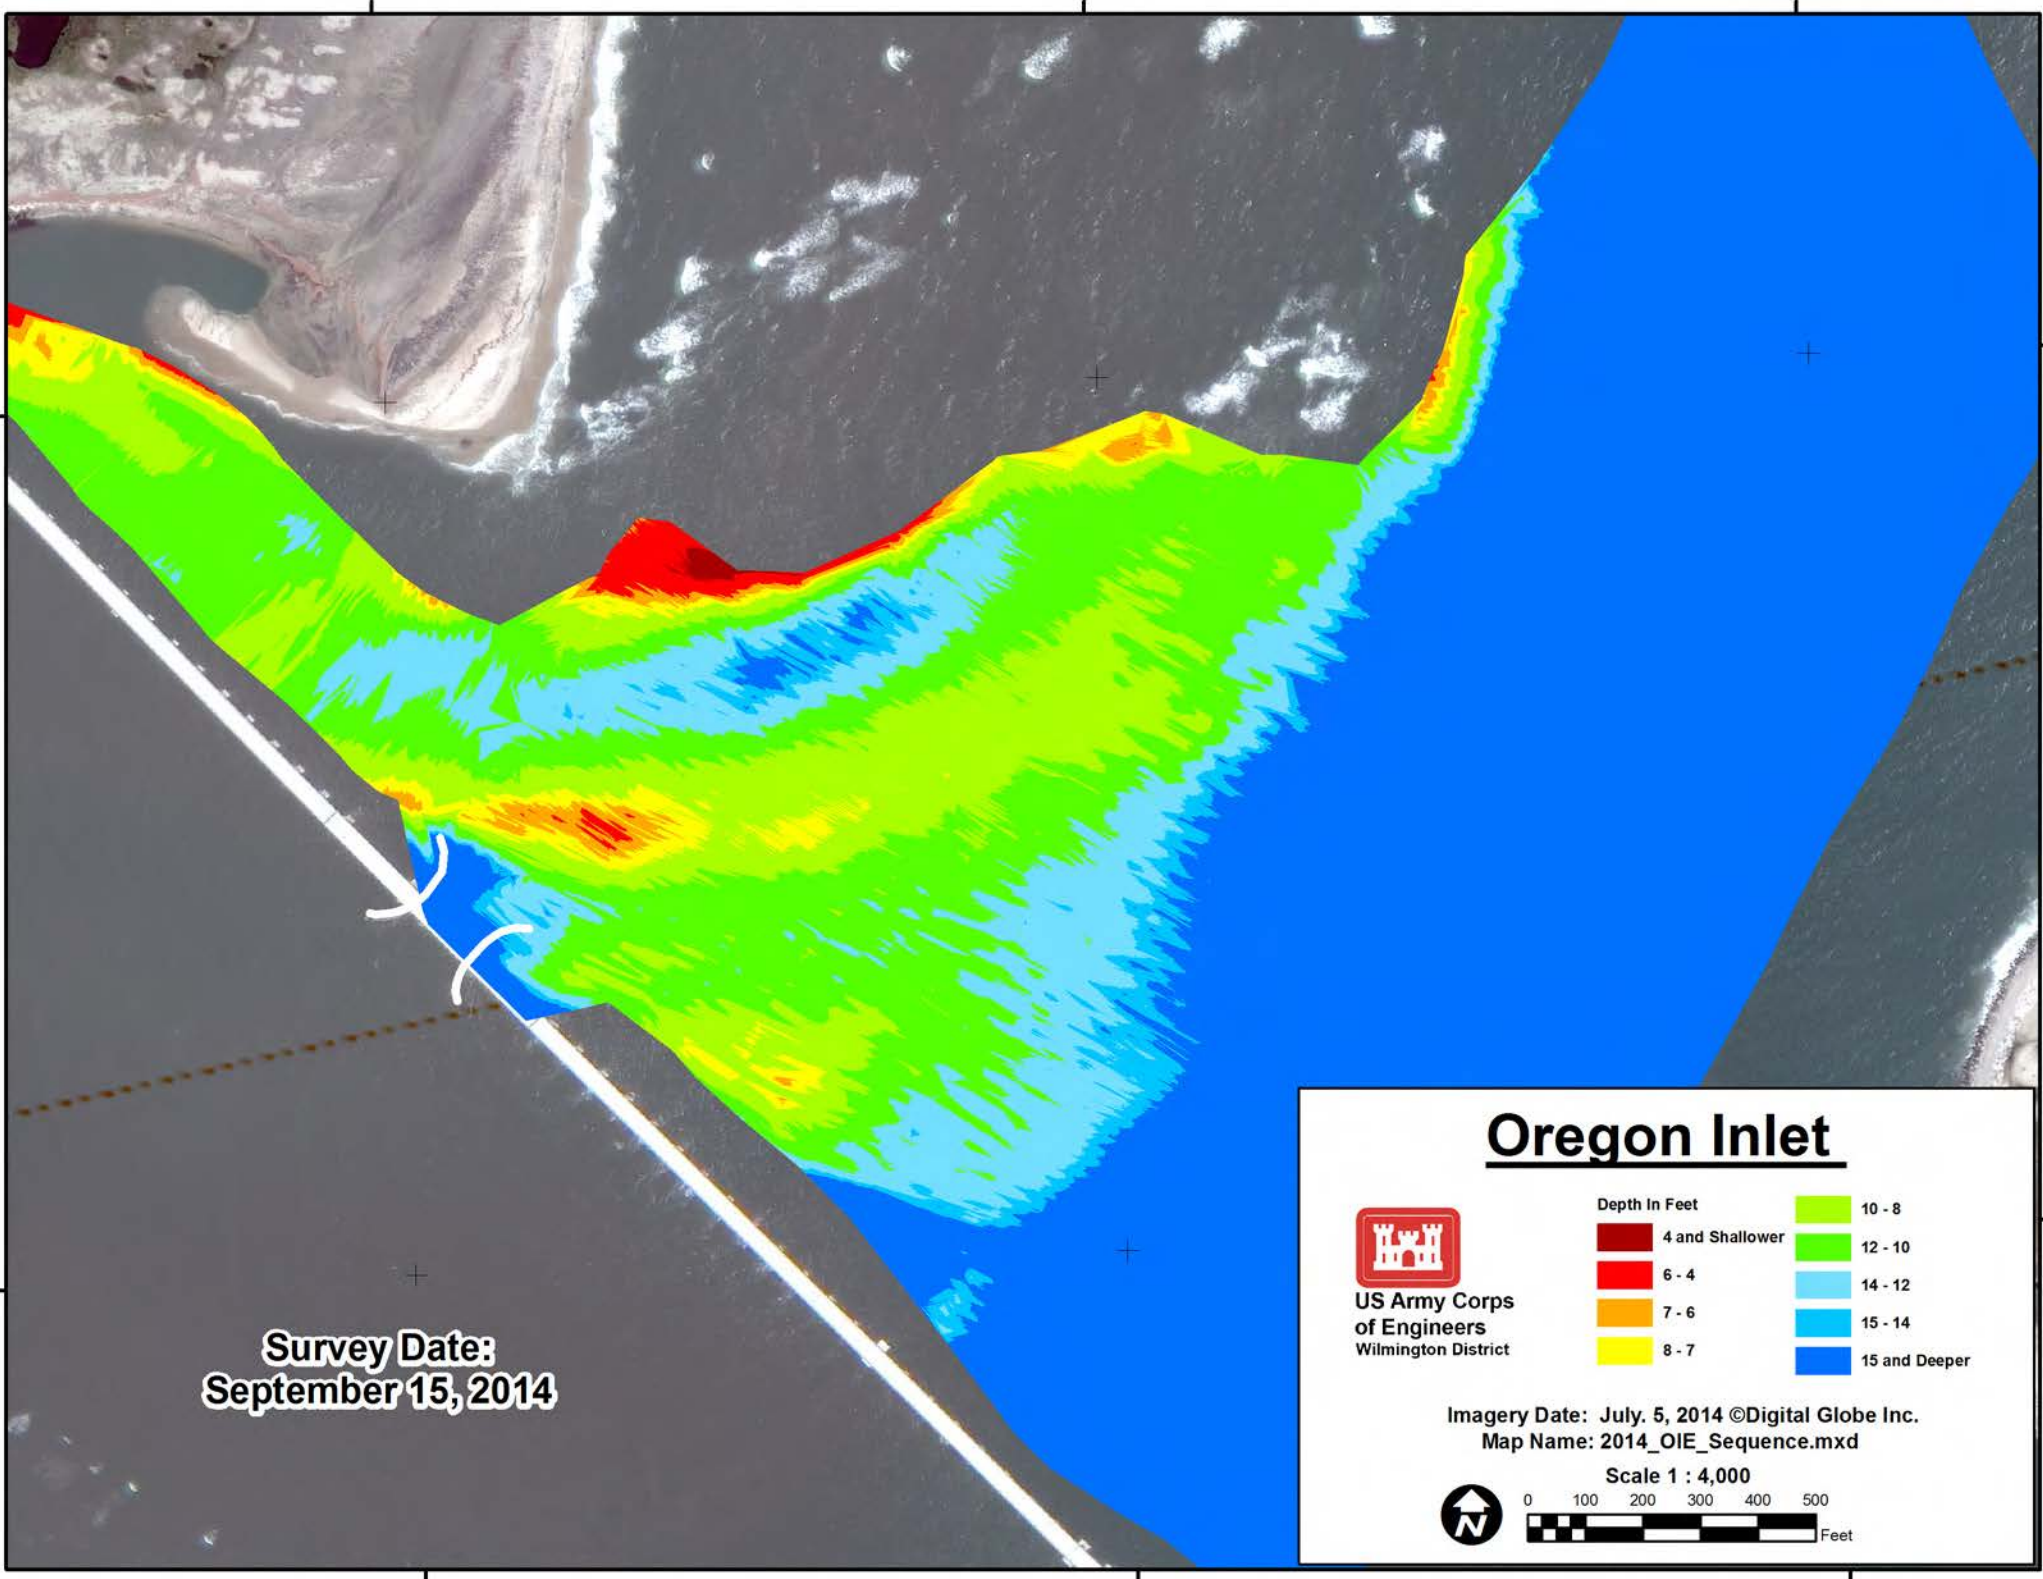 Survey Date:
September 15, 2014
Oregon Inlet
US Army Corps
of Engineers
Wilmington District
Depth In Feet
4 and Shallower
6 - 4
7 - 6
8 - 7
10 - 8
12 - 10
14 - 12
15 - 14
15 and Deeper
Imagery Date: July. 5, 2014 ©Digital Globe Inc.
Map Name: 2014_OIE_Sequence.mxd
Scale 1 : 4,000
N
0 100 200 300 400 500
Feet